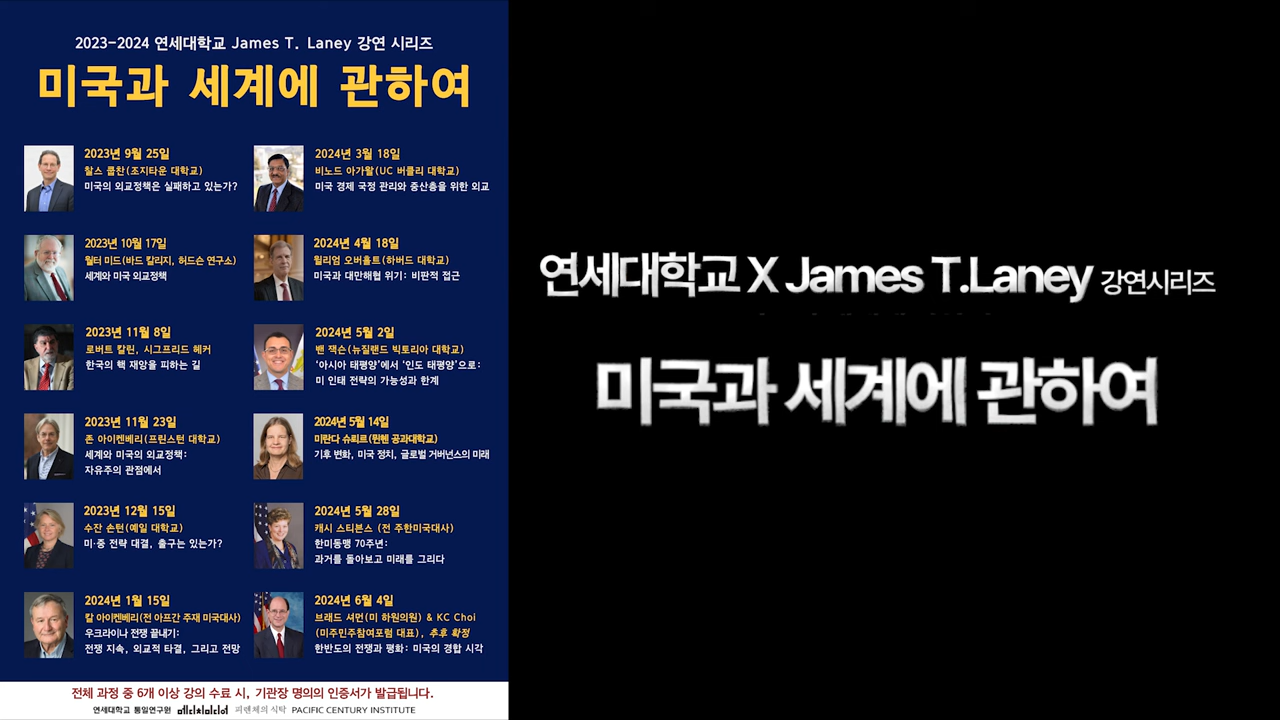 2023-2024 연세대학교 James T. Laney 강연 시리즈
미국과 세계에 관하여
2023년 9월 25일
찰스 쿱찬(조지타운 대학교)
미국의 외교정책은 실패하고 있는가?
2023년 10월 17일
월터 미드(바드 칼리지, 허드슨 연구소)
세계와 미국 외교정책
2023년 11월 8일
로버트 칼린, 시그프리드 헤커
한국의 핵 재앙을 피하는 길
2023년 11월 23일
존 아이켄베리(프린스턴 대학교)
세계와 미국의 외교정책:
자유주의 관점에서
2023년 12월 15일
수잔 손턴(예일 대학교)
미·중 전략 대결, 출구는 있는가?
2024년 1월 15일
칼 아이켄베리(전 아프간 주재 미국대사)
우크라이나 전쟁 끝내기:
전쟁 지속, 외교적 타결, 그리고 전망
2024년 3월 18일
비노드 아가왈(UC 버클리 대학교)
미국 경제 국정 관리와 중산층을 위한 외교
2024년 4월 18일
윌리엄 오버홀트(하버드 대학교)
미국과 대만해협 위기: 비판적 접근
2024년 5월 2일
밴 잭슨(뉴질랜드 빅토리아 대학교)
'아시아 태평양'에서 '인도 태평양'으로:
미 인태 전략의 가능성과 한계
2024년 5월 14일
미란다 슈뢰르(뮌헨 공과대학교)
기후 변화, 미국 정치, 글로벌 거버넌스의 미래
2024년 5월 28일
캐시 스티븐스 (전 주한미국대사)
한미동맹 70주년:
과거를 돌아보고 미래를 그리다
2024년 6월 4일
브래드 셔먼(미 하원의원) & KC Choi
(미주민주참여포럼 대표), 추후 확정
한반도의 전쟁과 평화: 미국의 경합 시각
전체 과정 중 6개 이상 강의 수료 시, 기관장 명의의 인증서가 발급됩니다.
연세대학교 통일연구원 메디치미디어 피렌체의 식탁 PACIFIC CENTURY INSTITUTE
연세대학교 X James T.Laney 강연시리즈
미국과 세계에 관하여